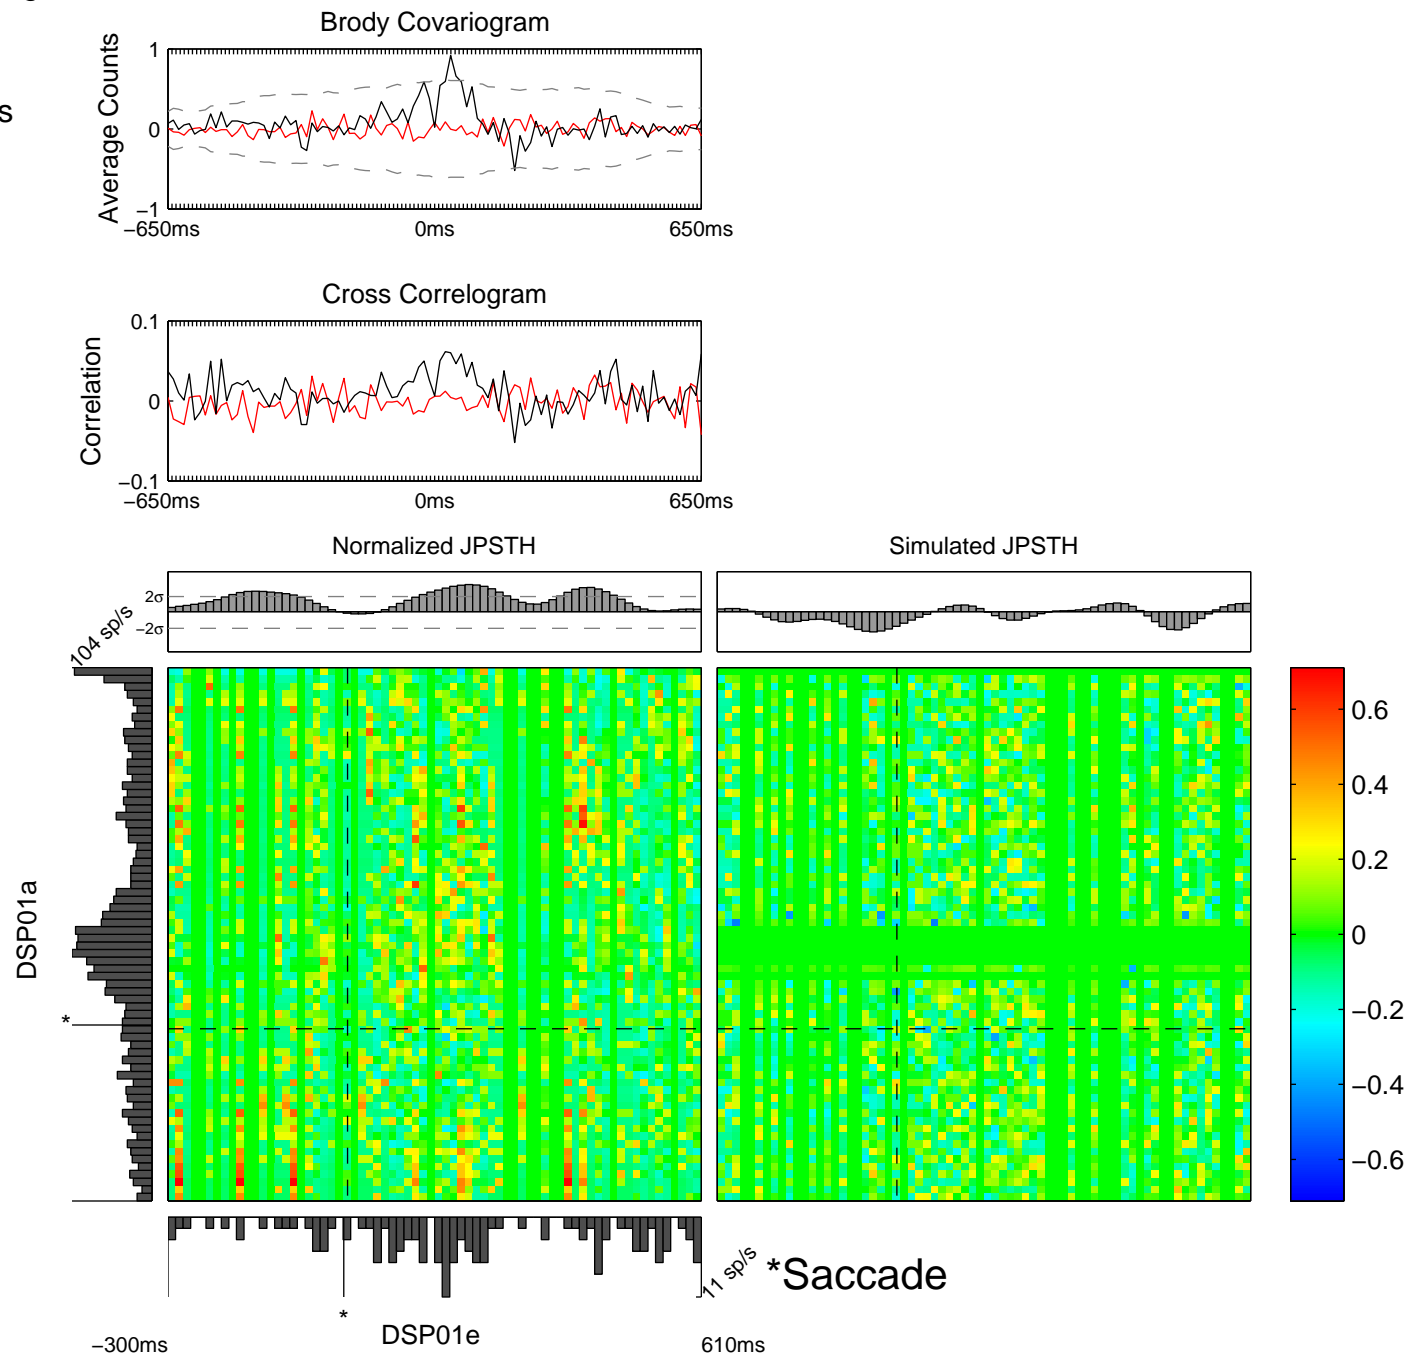 g
Brody Covariogram
s
Average Counts
1
0
−1
−650ms
0ms
650ms
Cross Correlogram
Correlation
0.1
0
−0.1
−650ms
0ms
650ms
Normalized JPSTH
Simulated JPSTH
2σ
−2σ
104 sp/s
DSP01a
*
0.6
0.4
0.2
0
−0.2
−0.4
−0.6
11 sp/s
*Saccade
*
DSP01e
−300ms
610ms